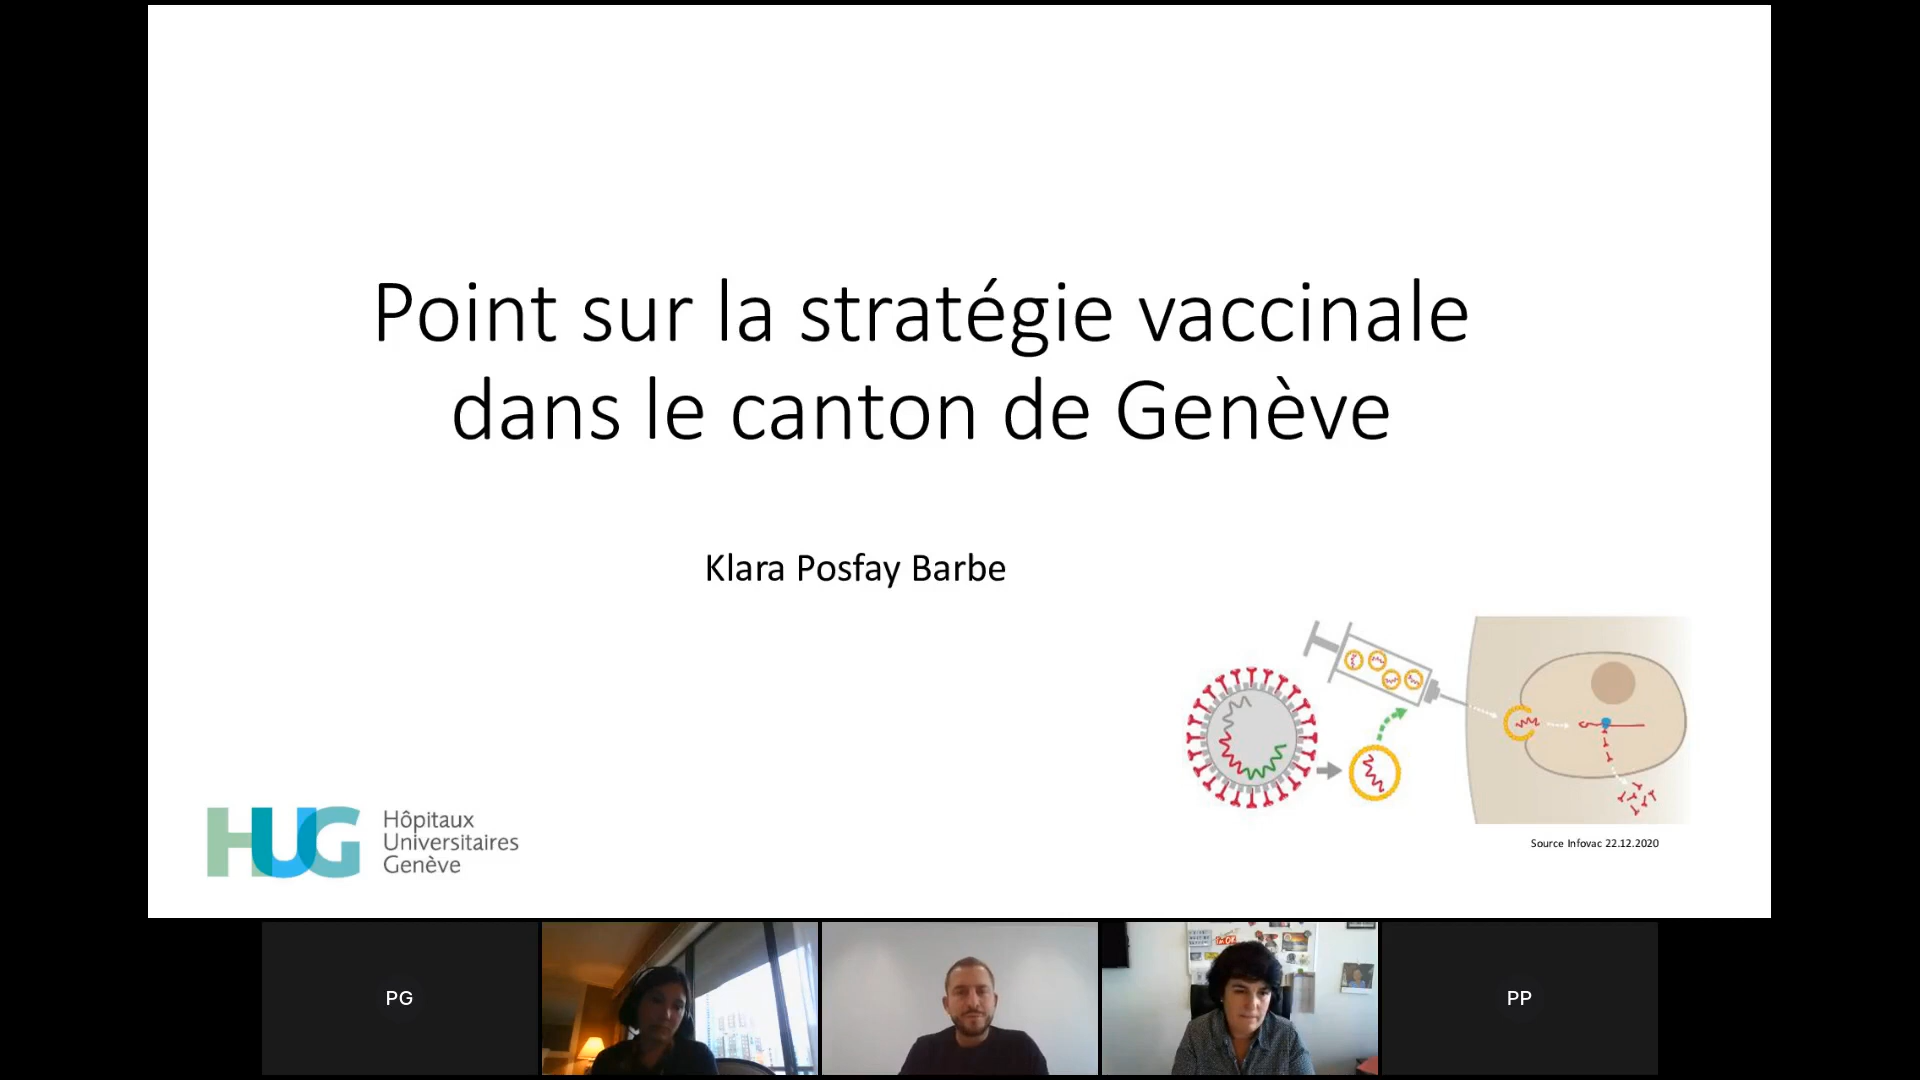 Point sur la stratégie vaccinale
dans le canton de Genève
Klara Posfay Barbe
HUG
Hôpitaux
Universitaires
Genève
Source Infovac 22.12.2020
PG
PP